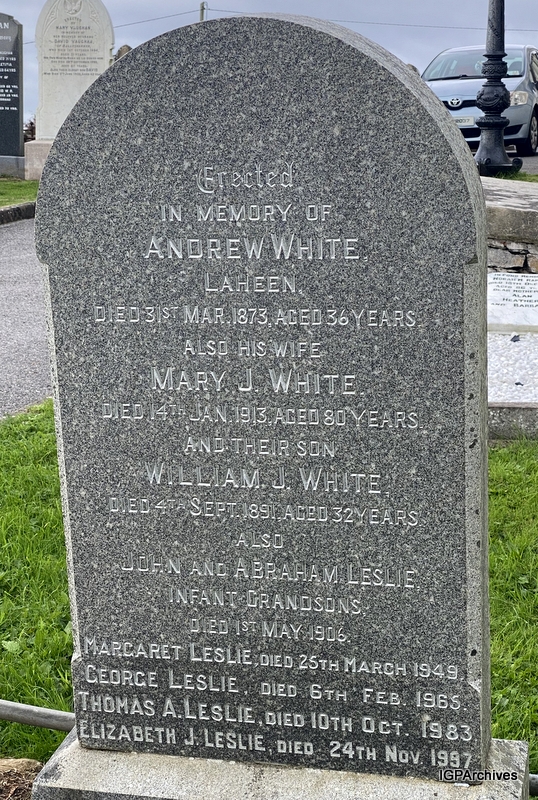 Erected
IN MEMORY OF
ANDREW WHITE.
LAHEEN.
DIED 31ST MAR. 1873, AGED 36 YEARS.
ALSO HIS WIFE
MARY J. WHITE.
DIED 14TH JAN. 1913, AGED 80 YEARS.
AND THEIR SON
WILLIAM J. WHITE,
DIED 4TH SEPT. 1891, AGED 32 YEARS.
ALSO
JOHN AND ABRAHAM LESLIE
INFANT GRANDSONS.
DIED 1ST MAY 1906.
MARGARET LESLIE, DIED 25TH MARCH 1949.
GEORGE LESLIE, DIED 6TH FEB. 1965.
THOMAS A. LESLIE, DIED 10TH OCT. 1983
ELIZABETH J. LESLIE, DIED 24TH NOV. 1997
IGPArchives